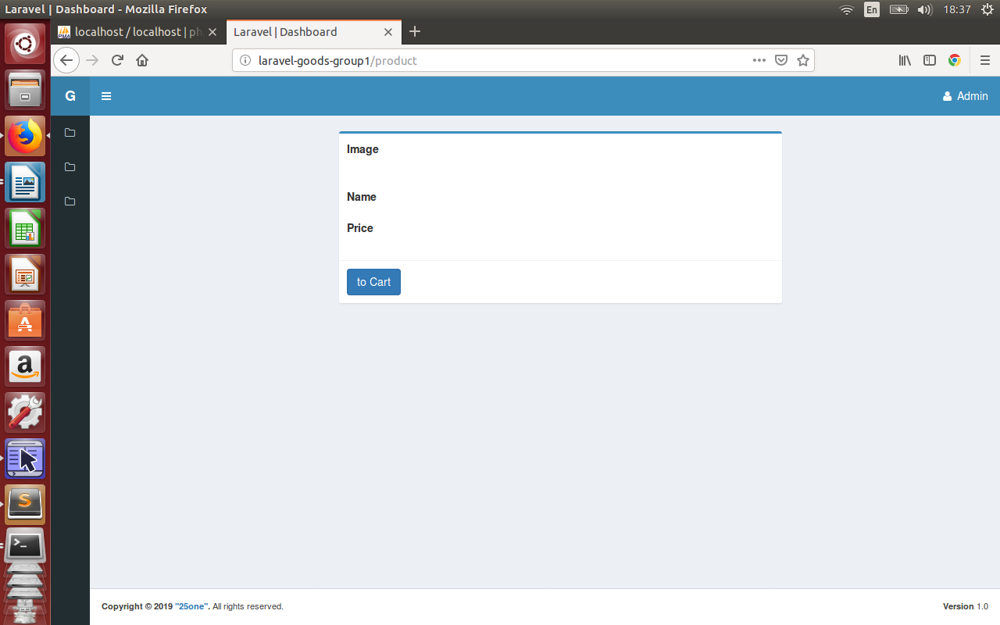 Laravel | Dashboard - Mozilla Firefox
En
18:37
localhost / localhost | ph
Laravel | Dashboard
laravel-goods-group1/product
G
Admin
Image
Name
Price
to Cart
Copyright © 2019 "25one". All rights reserved.
Version 1.0